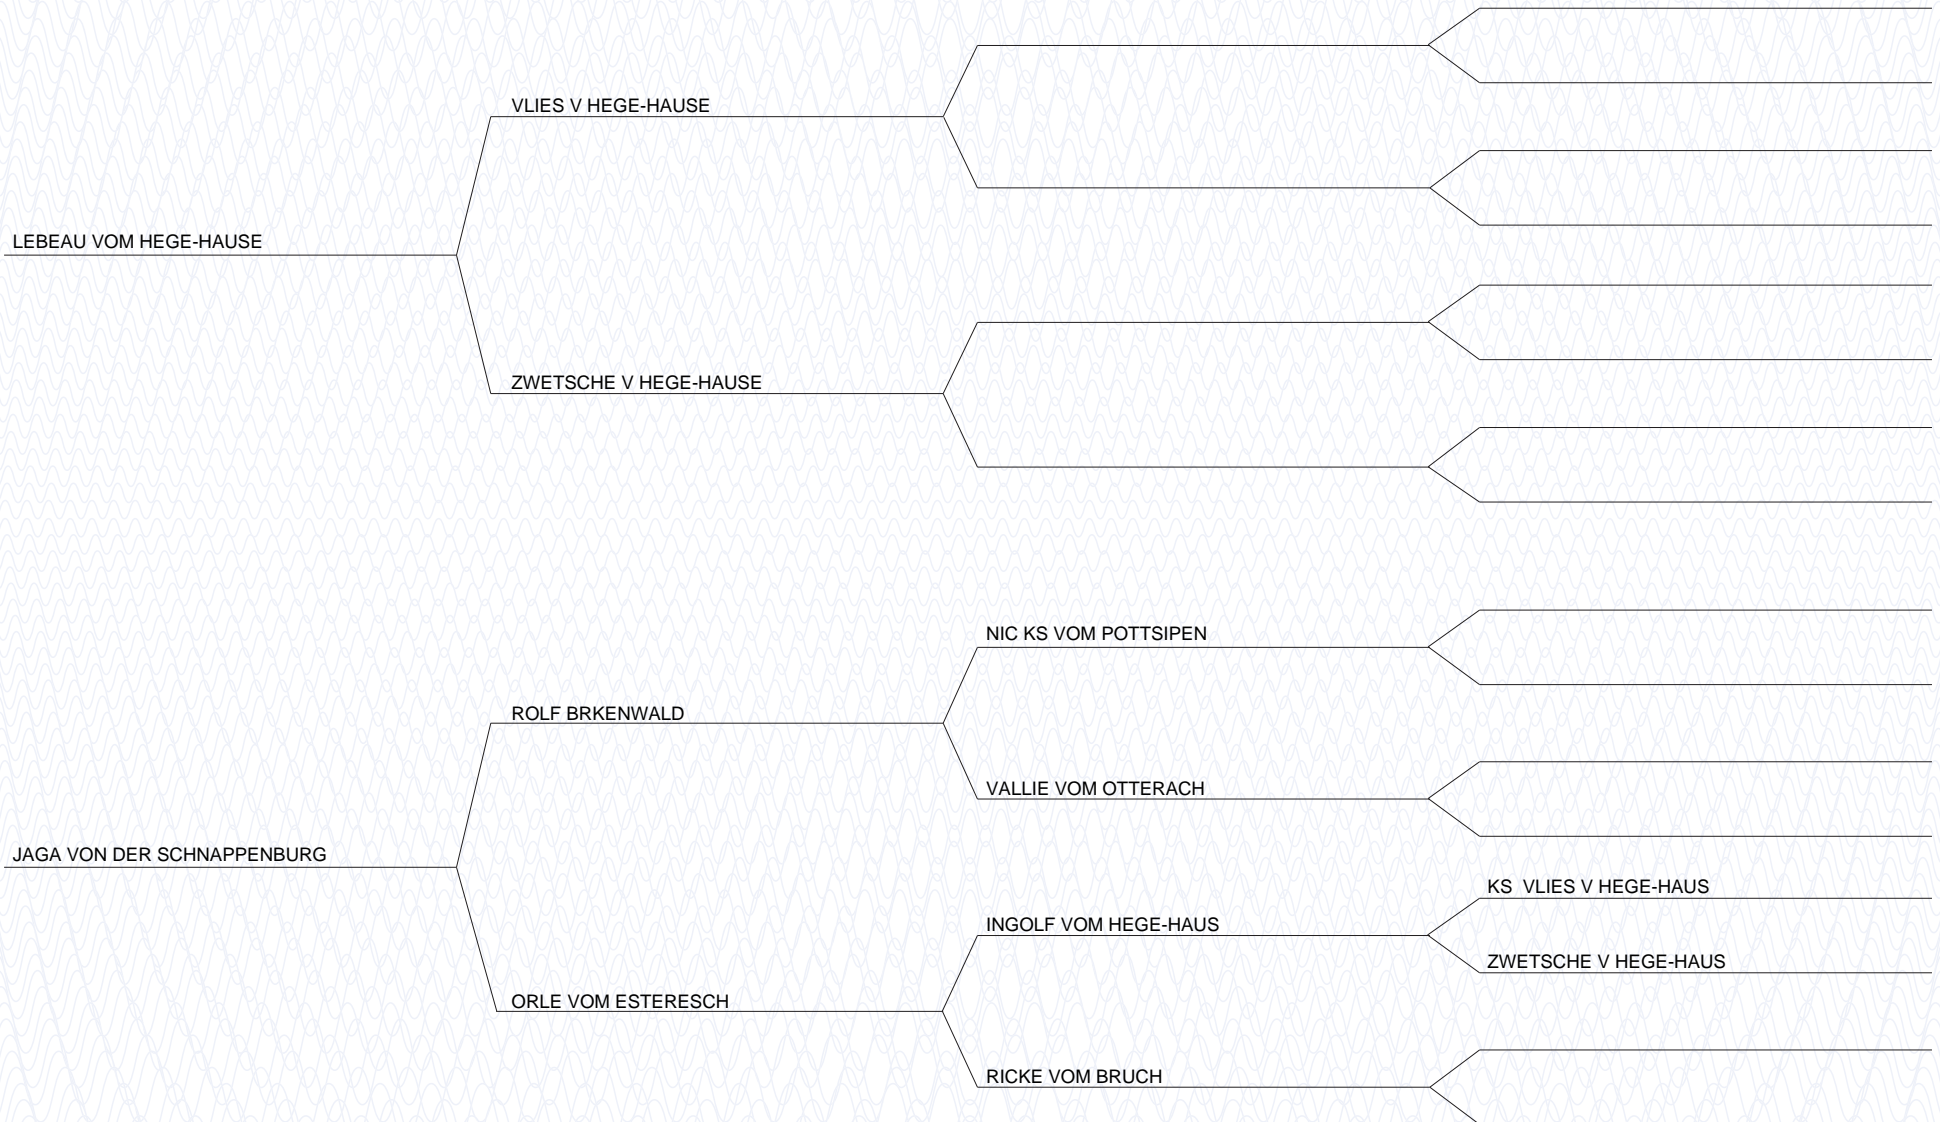 VLIES V HEGE-HAUSE
LEBEAU VOM HEGE-HAUSE
ZWETSCHE V HEGE-HAUSE
NIC KS VOM POTTSIPEN
ROLF BRKENWALD
VALLIE VOM OTTERACH
JAGA VON DER SCHNAPPENBURG
KS  VLIES V HEGE-HAUS
INGOLF VOM HEGE-HAUS
ZWETSCHE V HEGE-HAUS
ORLE VOM ESTERESCH
RICKE VOM BRUCH